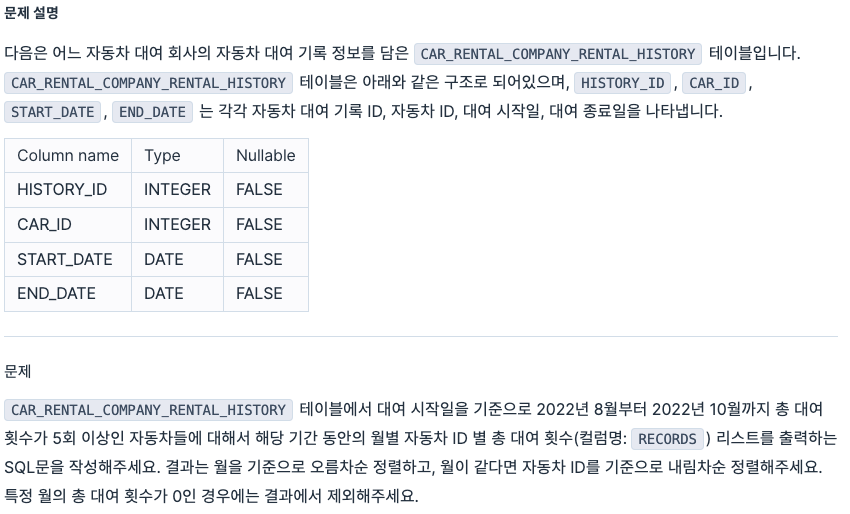 문제 설명
다음은 어느 자동차 대여 회사의 자동차 대여 기록 정보를 담은 CAR_RENTAL_COMPANY_RENTAL_HISTORY 테이블입니다.
CAR_RENTAL_COMPANY_RENTAL_HISTORY 테이블은 아래와 같은 구조로 되어있으며, HISTORY_ID, CAR_ID,
START_DATE, END_DATE 는 각각 자동차 대여 기록 ID, 자동차 ID, 대여 시작일, 대여 종료일을 나타냅니다.
Column name Type Nullable
HISTORY_ID INTEGER FALSE
CAR_ID INTEGER FALSE
START_DATE DATE FALSE
END_DATE DATE FALSE
문제
CAR_RENTAL_COMPANY_RENTAL_HISTORY 테이블에서 대여 시작일을 기준으로 2022년 8월부터 2022년 10월까지 총 대여
횟수가 5회 이상인 자동차들에 대해서 해당 기간 동안의 월별 자동차 ID 별 총 대여 횟수(컬럼명: RECORDS) 리스트를 출력하는
SQL문을 작성해주세요. 결과는 월을 기준으로 오름차순 정렬하고, 월이 같다면 자동차 ID를 기준으로 내림차순 정렬해주세요.
특정 월의 총 대여 횟수가 0인 경우에는 결과에서 제외해주세요.